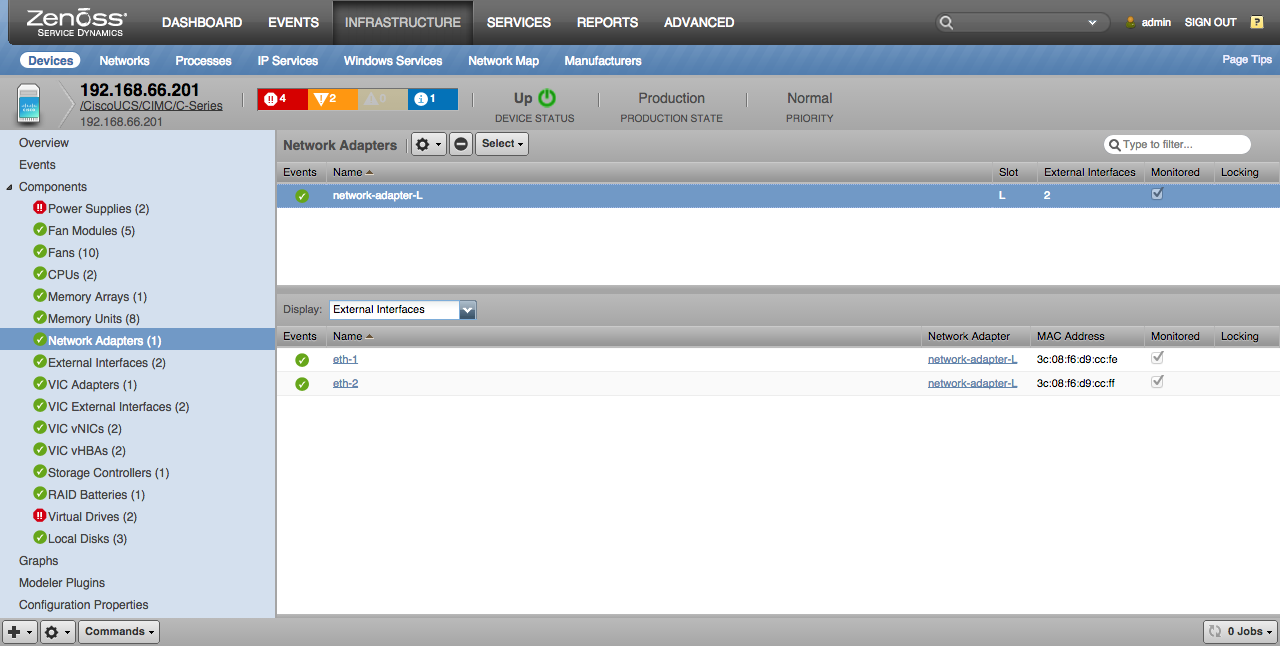 Zenoss DASHBOARD EVENTS INFRASTRUCTURE SERVICES REPORTS ADVANCED admin SIGN OUT ?
SERVICE DYNAMICS
Devices Networks Processes IP Services Windows Services Network Map Manufacturers Page Tips
192.168.66.201
/CiscoUCS/CIMC/C-Series
192.168.66.201
4 2 0 1
Up
DEVICE STATUS
Production
PRODUCTION STATE
Normal
PRIORITY
Overview
Events
Components
Power Supplies (2)
Fan Modules (5)
Fans (10)
CPUs (2)
Memory Arrays (1)
Memory Units (8)
Network Adapters (1)
External Interfaces (2)
VIC Adapters (1)
VIC External Interfaces (2)
VIC vNICs (2)
VIC vHBAs (2)
Storage Controllers (1)
RAID Batteries (1)
Virtual Drives (2)
Local Disks (3)
Graphs
Modeler Plugins
Configuration Properties
Network Adapters Select Type to filter...
Events Name Slot External Interfaces Monitored Locking
network-adapter-L L 2
Display: External Interfaces
Events Name Network Adapter MAC Address Monitored Locking
eth-1 network-adapter-L 3c:08:f6:d9:cc:fe
eth-2 network-adapter-L 3c:08:f6:d9:cc:ff
Commands 0 Jobs